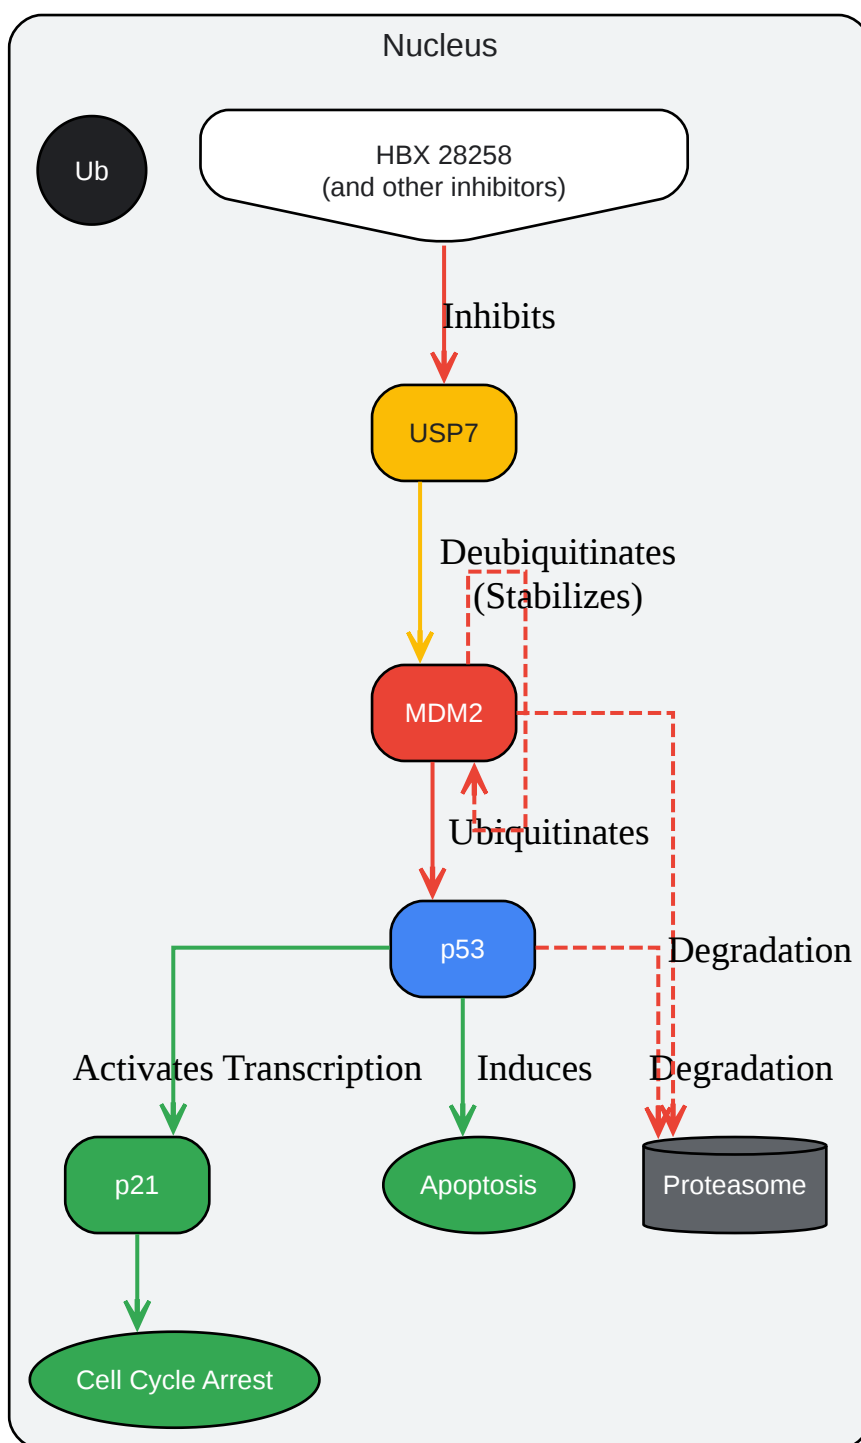 Nucleus
Ub
HBX 28258
(and other inhibitors)
Inhibits
USP7
Deubiquitinates
(Stabilizes)
MDM2
Ubiquitinates
p53
Degradation
Activates Transcription
Induces
Degradation
p21
Apoptosis
Proteasome
Cell Cycle Arrest